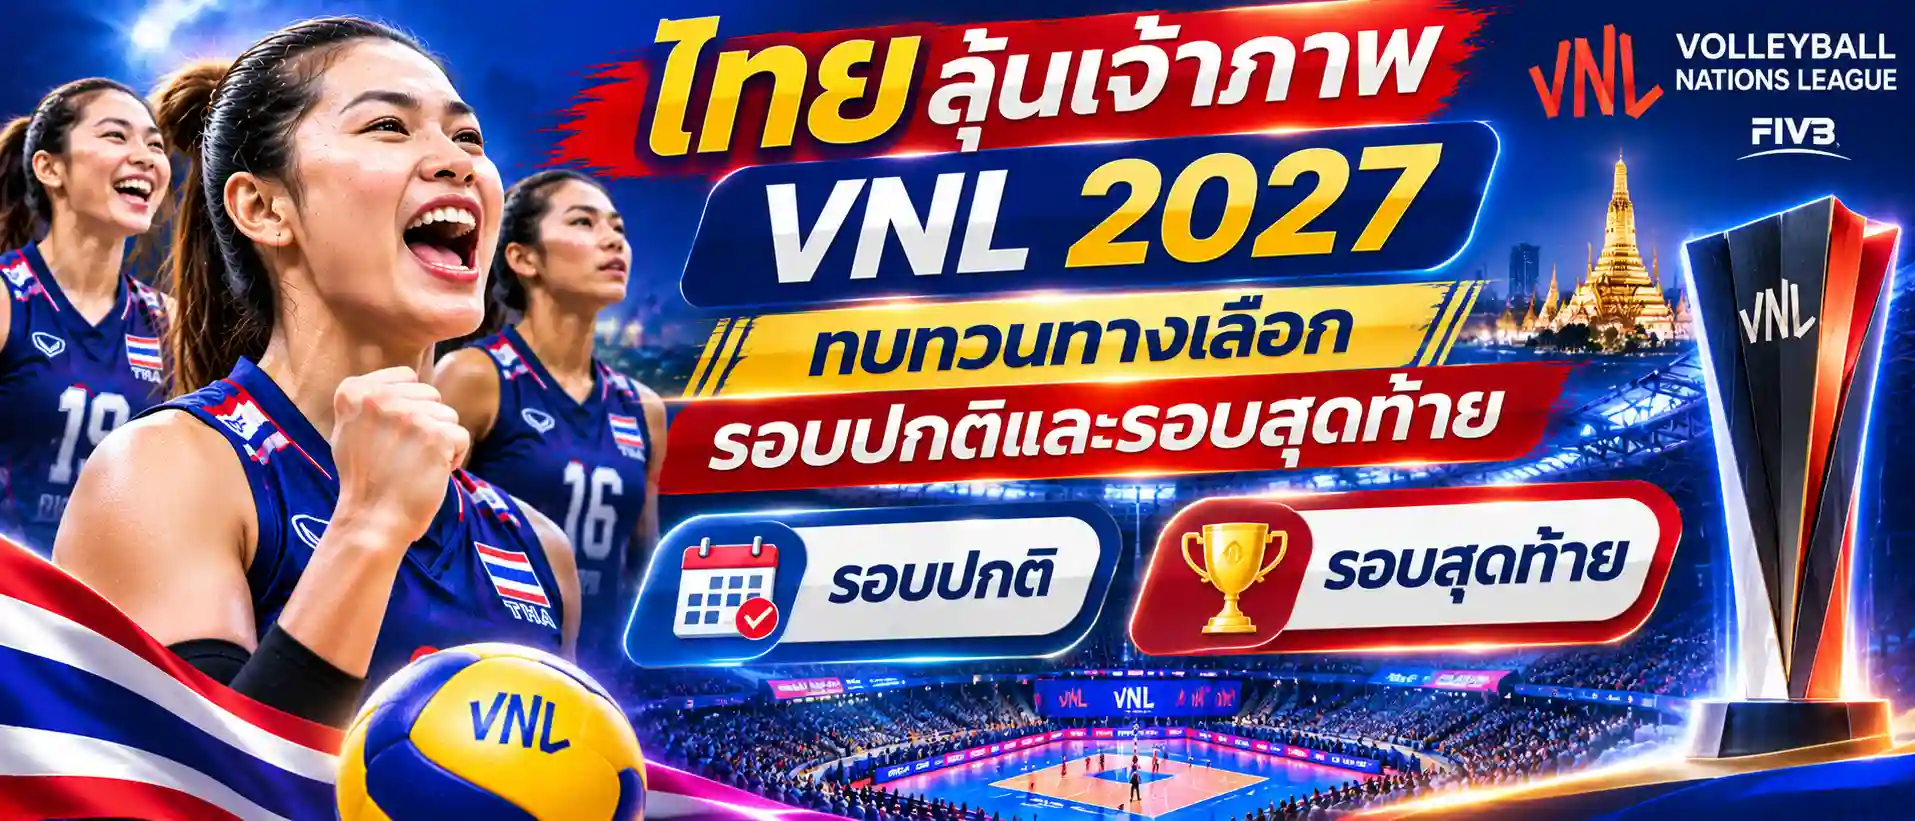 ไทย ลุ้นเจ้าภาพ
VNL 2027
ทบทวนทางเลือก
รอบปกติและรอบสุดท้าย
รอบปกติ
รอบสุดท้าย
VNL VOLLEYBALL
NATIONS LEAGUE
FIVB
VNL
19
THA
16
THA
THA
VNL
VNL
VNL